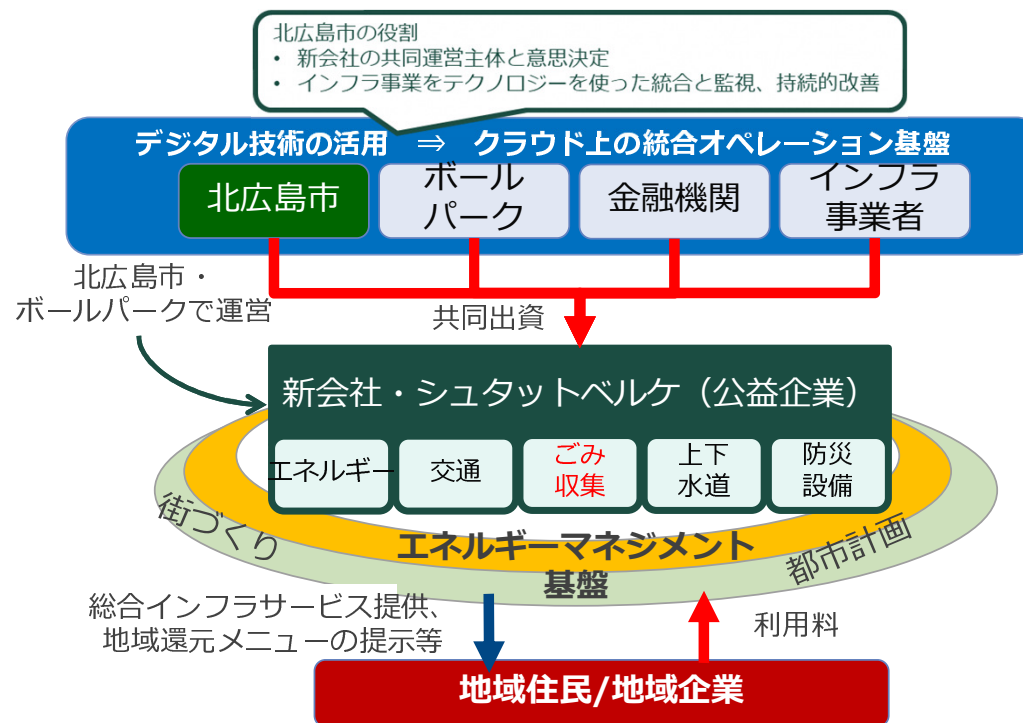 北広島市の役割
• 新会社の共同運営主体と意思決定
• インフラ事業をテクノロジーを使った統合と監視、持続的改善
デジタル技術の活用 ⇒ クラウド上の統合オペレーション基盤
北広島市
ボール
パーク
金融機関
インフラ
事業者
北広島市・
ボールパークで運営
共同出資
新会社・シュタットベルケ（公益企業）
エネルギー
交通
ごみ
収集
上下
水道
防災
設備
街づくり
エネルギーマネジメント
基盤
都市計画
総合インフラサービス提供、
地域還元メニューの提示等
利用料
地域住民/地域企業